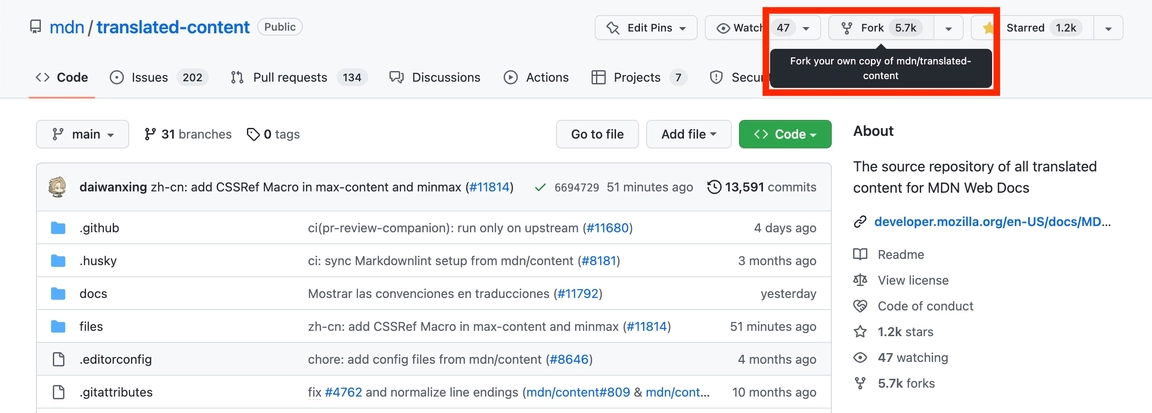 mdn / translated-content Public
Edit Pins Watch 47 Fork 5.7k Starred 1.2k
Fork your own copy of mdn/translated-
content
Code Issues 202 Pull requests 134 Discussions Actions Projects 7
main 31 branches 0 tags Go to file Add file Code
daiwanxing zh-cn: add CSSRef Macro in max-content and minmax (#11814) 6694729 51 minutes ago 13,591 commits
.github ci(pr-review-companion): run only on upstream (#11680) 4 days ago
.husky ci: sync Markdownlint setup from mdn/content (#8181) 3 months ago
docs Mostrar las convenciones en traducciones (#11792) yesterday
files zh-cn: add CSSRef Macro in max-content and minmax (#11814) 51 minutes ago
.editorconfig chore: add config files from mdn/content (#8646) 4 months ago
.gitattributes fix #4762 and normalize line endings (mdn/content#809 & mdn/cont... 10 months ago
About
The source repository of all translated
content for MDN Web Docs
developer.mozilla.org/en-US/docs/MD...
Readme
View license
Code of conduct
1.2k stars
47 watching
5.7k forks